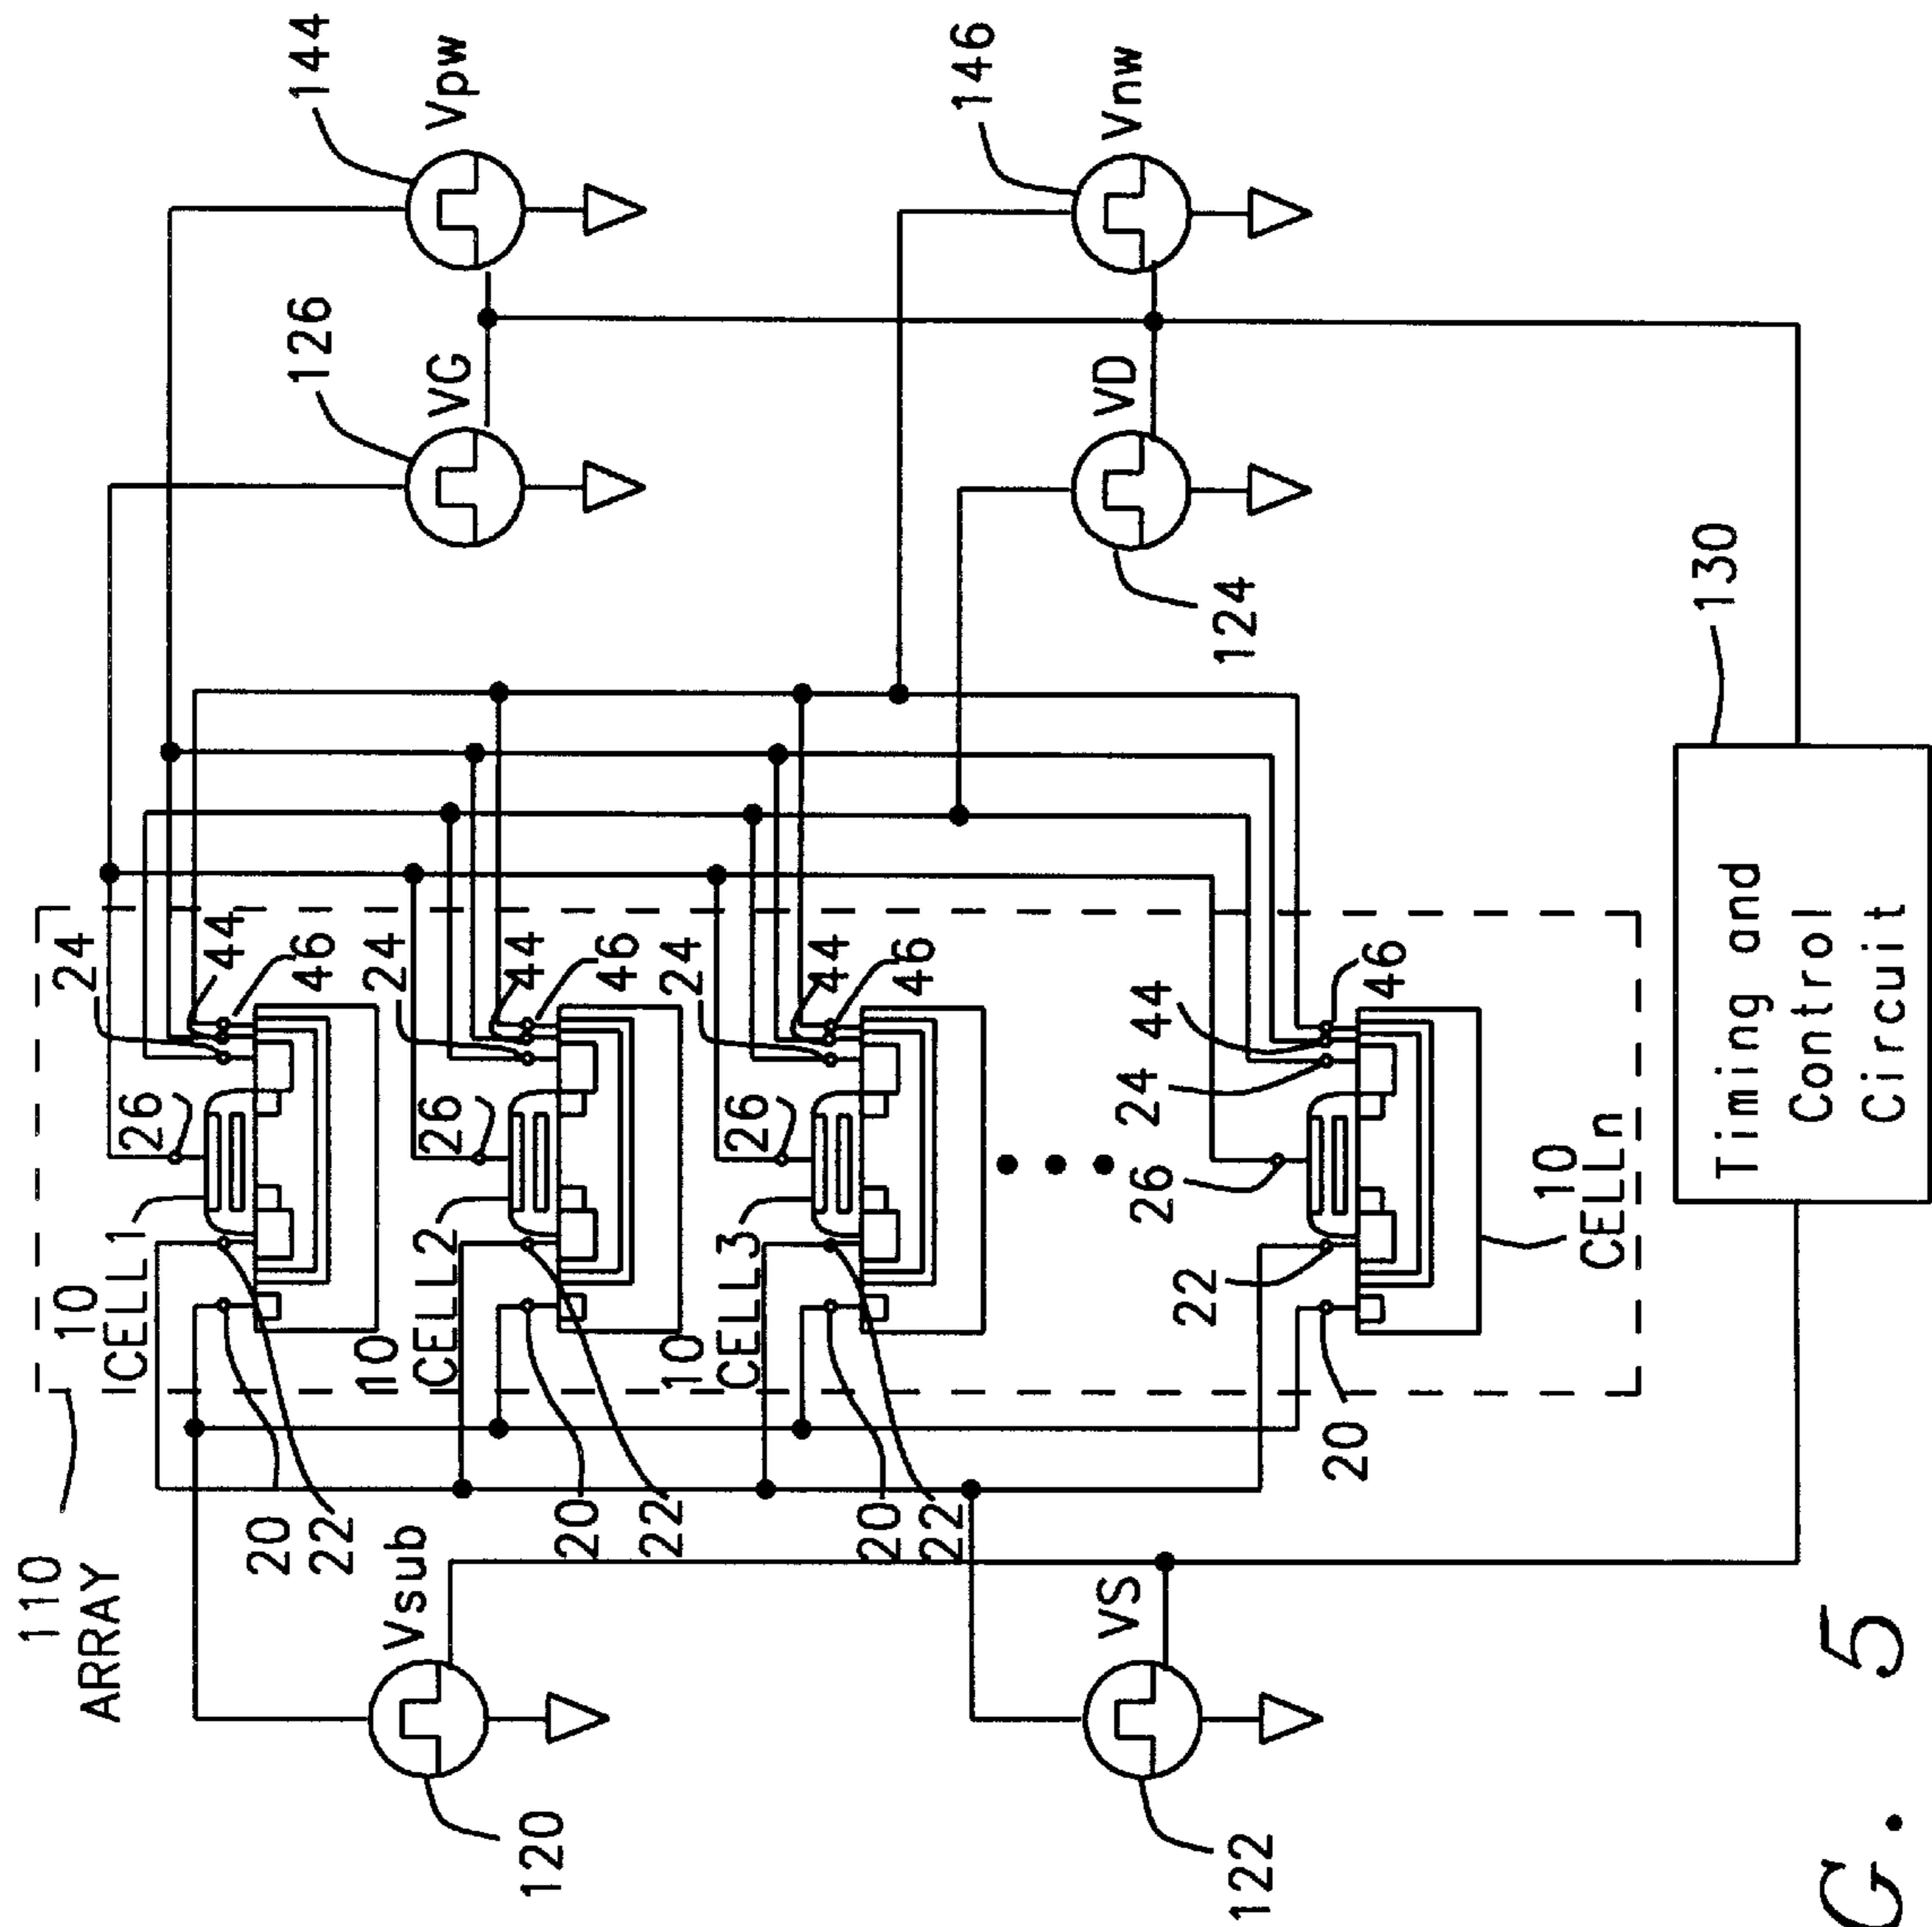 110
ARRAY
10
CELL1
26
24
44
46
20
22
10
CELL2
26
24
44
46
20
22
10
CELL3
26
24
44
46
20
22
10
CELLn
26
24
44
46
20
22
Vsub
120
VS
122
126
VG
144
Vpw
VD
124
146
Vnw
130
Timing and
Control
Circuit
G. 5